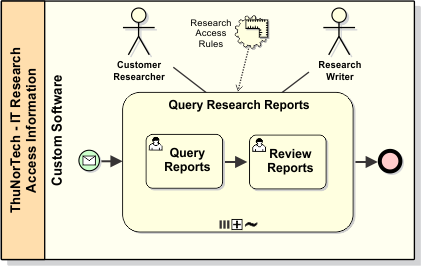 ThuNorTech - IT Research
Access Information
Custom Software
Customer
Researcher
Research
Access
Rules
Research
Writer
Query Research Reports
Query
Reports
Review
Reports